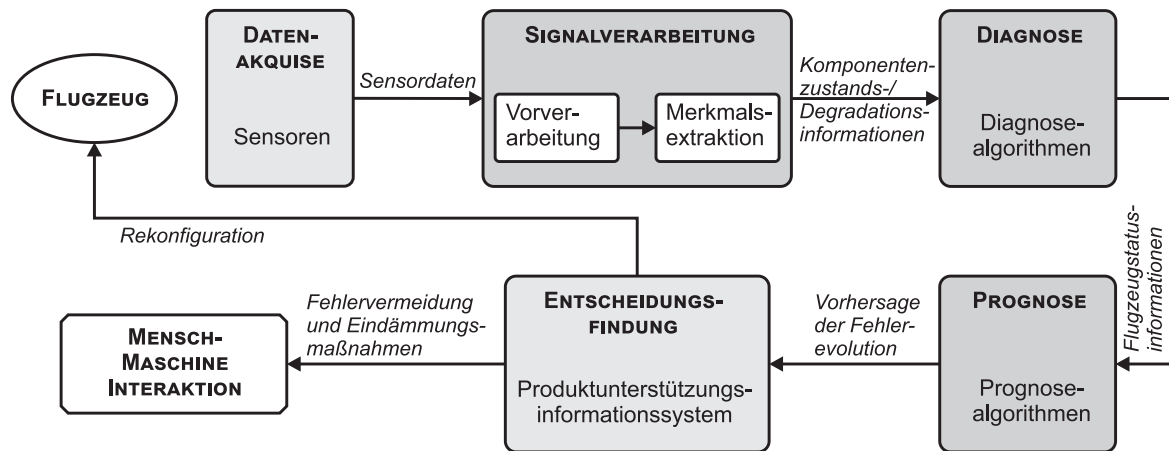 FLUGZEUG
DATEN-
AKQUISE
Sensoren
Sensordaten
SIGNALVERARBEITUNG
Vorver-
arbeitung
Merkmals-
extraktion
Komponenten-
zustands-/
Degradations-
informationen
DIAGNOSE
Diagnose-
algorithmen
Flugzeugstatus-
informationen
PROGNOSE
Prognose-
algorithmen
Vorhersage
der Fehler-
evolution
ENTSCHEIDUNGS-
FINDUNG
Produktunterstützungs-
informationssystem
Rekonfiguration
Fehlervermeidung
und Eindämmungs-
maßnahmen
MENSCH-
MASCHINE
INTERAKTION